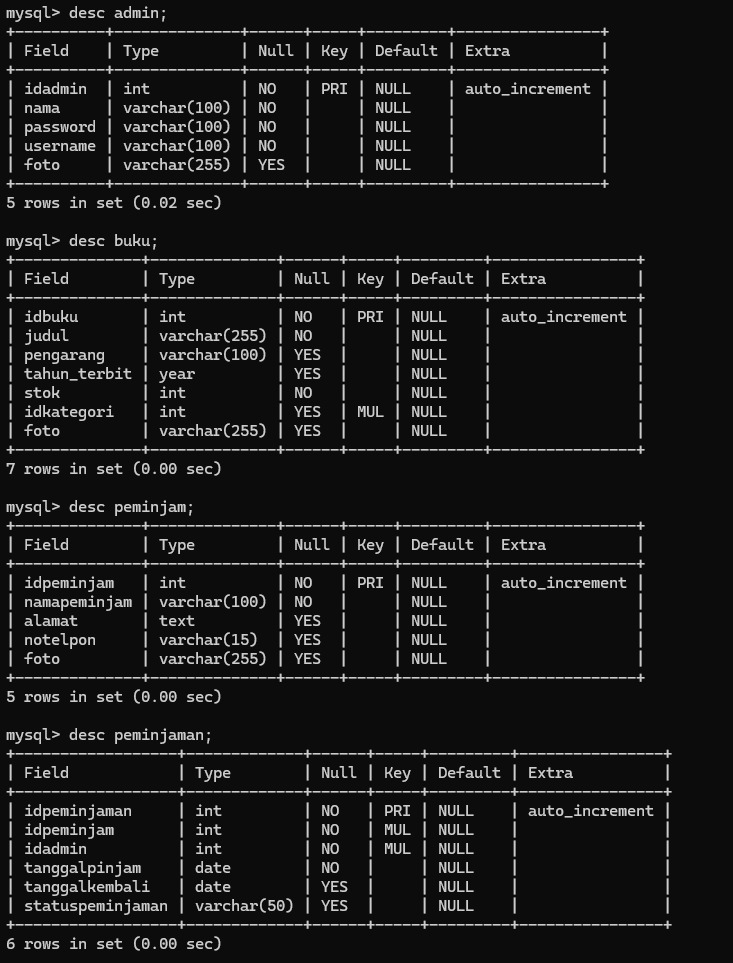 mysql> desc admin;
+----------+--------------+------+-----+---------+----------------+
| Field    | Type         | Null | Key | Default | Extra          |
+----------+--------------+------+-----+---------+----------------+
| idadmin  | int          | NO   | PRI | NULL    | auto_increment |
| nama     | varchar(100) | NO   |     | NULL    |                |
| password | varchar(100) | NO   |     | NULL    |                |
| username | varchar(100) | NO   |     | NULL    |                |
| foto     | varchar(255) | YES  |     | NULL    |                |
+----------+--------------+------+-----+---------+----------------+
5 rows in set (0.02 sec)

mysql> desc buku;
+--------------+--------------+------+-----+---------+----------------+
| Field        | Type         | Null | Key | Default | Extra          |
+--------------+--------------+------+-----+---------+----------------+
| idbuku       | int          | NO   | PRI | NULL    | auto_increment |
| judul        | varchar(255) | NO   |     | NULL    |                |
| pengarang    | varchar(100) | YES  |     | NULL    |                |
| tahun_terbit | year         | YES  |     | NULL    |                |
| stok         | int          | NO   |     | NULL    |                |
| idkategori   | int          | YES  | MUL | NULL    |                |
| foto         | varchar(255) | YES  |     | NULL    |                |
+--------------+--------------+------+-----+---------+----------------+
7 rows in set (0.00 sec)

mysql> desc peminjam;
+--------------+--------------+------+-----+---------+----------------+
| Field        | Type         | Null | Key | Default | Extra          |
+--------------+--------------+------+-----+---------+----------------+
| idpeminjam   | int          | NO   | PRI | NULL    | auto_increment |
| namapeminjam | varchar(100) | NO   |     | NULL    |                |
| alamat       | text         | YES  |     | NULL    |                |
| notelpon     | varchar(15)  | YES  |     | NULL    |                |
| foto         | varchar(255) | YES  |     | NULL    |                |
+--------------+--------------+------+-----+---------+----------------+
5 rows in set (0.00 sec)

mysql> desc peminjaman;
+------------------+-------------+------+-----+---------+----------------+
| Field            | Type        | Null | Key | Default | Extra          |
+------------------+-------------+------+-----+---------+----------------+
| idpeminjaman     | int         | NO   | PRI | NULL    | auto_increment |
| idpeminjam       | int         | NO   | MUL | NULL    |                |
| idadmin          | int         | NO   | MUL | NULL    |                |
| tanggalpinjam    | date        | NO   |     | NULL    |                |
| tanggalkembali   | date        | YES  |     | NULL    |                |
| statuspeminjaman | varchar(50) | YES  |     | NULL    |                |
+------------------+-------------+------+-----+---------+----------------+
6 rows in set (0.00 sec)